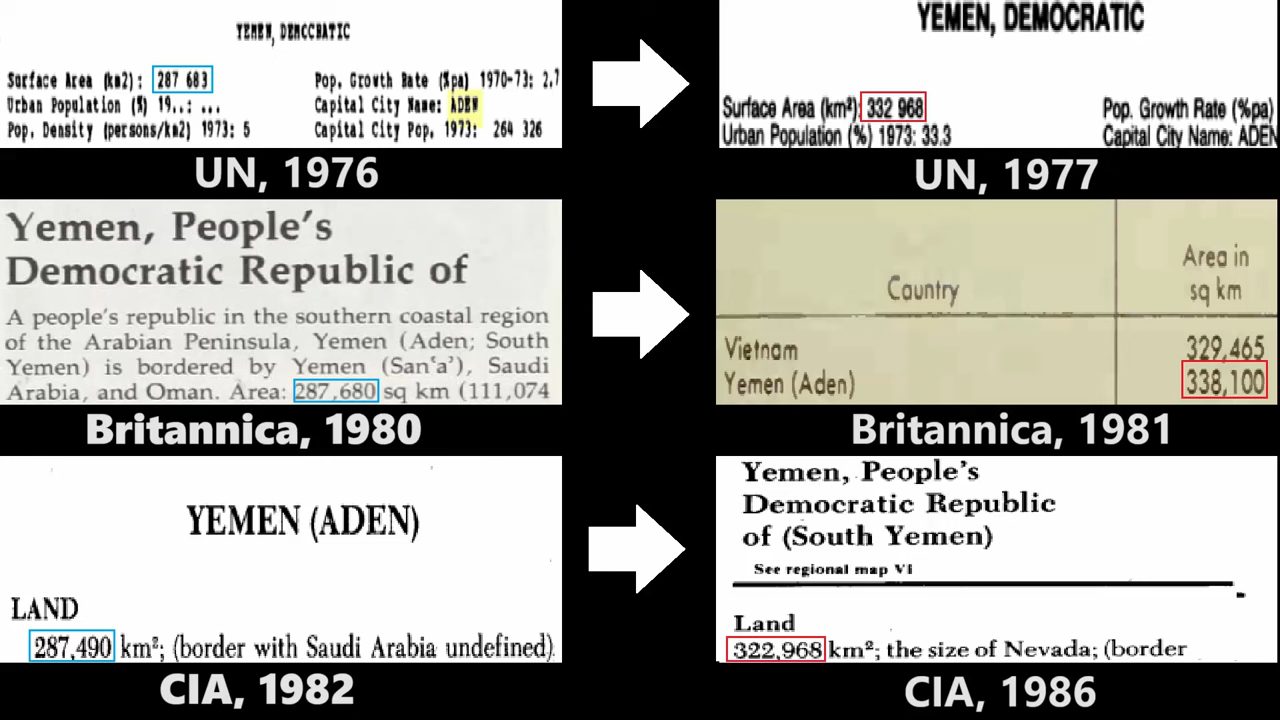 YEMEN, DEMOCRATIC
Surface Area (km2): 287 683
Urban Population (%) 19..: ...
Pop. Density (persons/km2) 1973: 5
Pop. Growth Rate (%pa) 1970-73: 2.7
Capital City Name: ADEN
Capital City Pop. 1973: 264 326
UN, 1976
YEMEN, DEMOCRATIC
Surface Area (km²): 332 968
Urban Population (%) 1973: 33.3
Pop. Growth Rate (%pa)
Capital City Name: ADEN
UN, 1977
Yemen, People's
Democratic Republic of
A people's republic in the southern coastal region
of the Arabian Peninsula, Yemen (Aden; South
Yemen) is bordered by Yemen (Sanʿaʾ), Saudi
Arabia, and Oman. Area: 287,680 sq km (111,074
Britannica, 1980
Country
Area in
sq km
Vietnam 329,465
Yemen (Aden) 338,100
Britannica, 1981
YEMEN (ADEN)
LAND
287,490 km²; (border with Saudi Arabia undefined)
CIA, 1982
Yemen, People's
Democratic Republic
of (South Yemen)
See regional map VI
Land
322,968 km²; the size of Nevada; (border
CIA, 1986